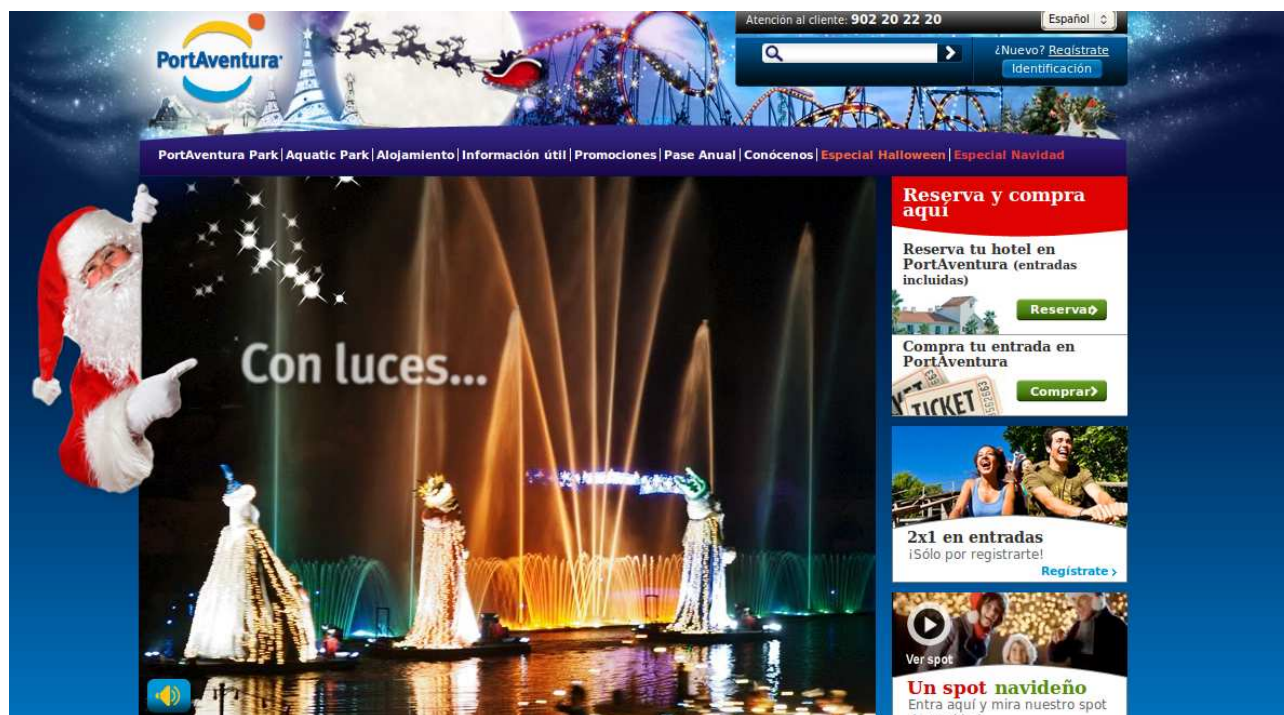 Atención al cliente: 902 20 22 20
Español
PortAventura
¿Nuevo? Regístrate
Identificación
PortAventura Park | Aquatic Park | Alojamiento | Información útil | Promociones | Pase Anual | Conócenos | Especial Halloween | Especial Navidad
Con luces...
Reserva y compra
aquí
Reserva tu hotel en
PortAventura (entradas
incluidas)
Reservar
Compra tu entrada en
PortAventura
TICKET
Comprar
2x1 en entradas
¡Sólo por registrarte!
Regístrate
Ver spot
Un spot navideño
Entra aquí y mira nuestro spot